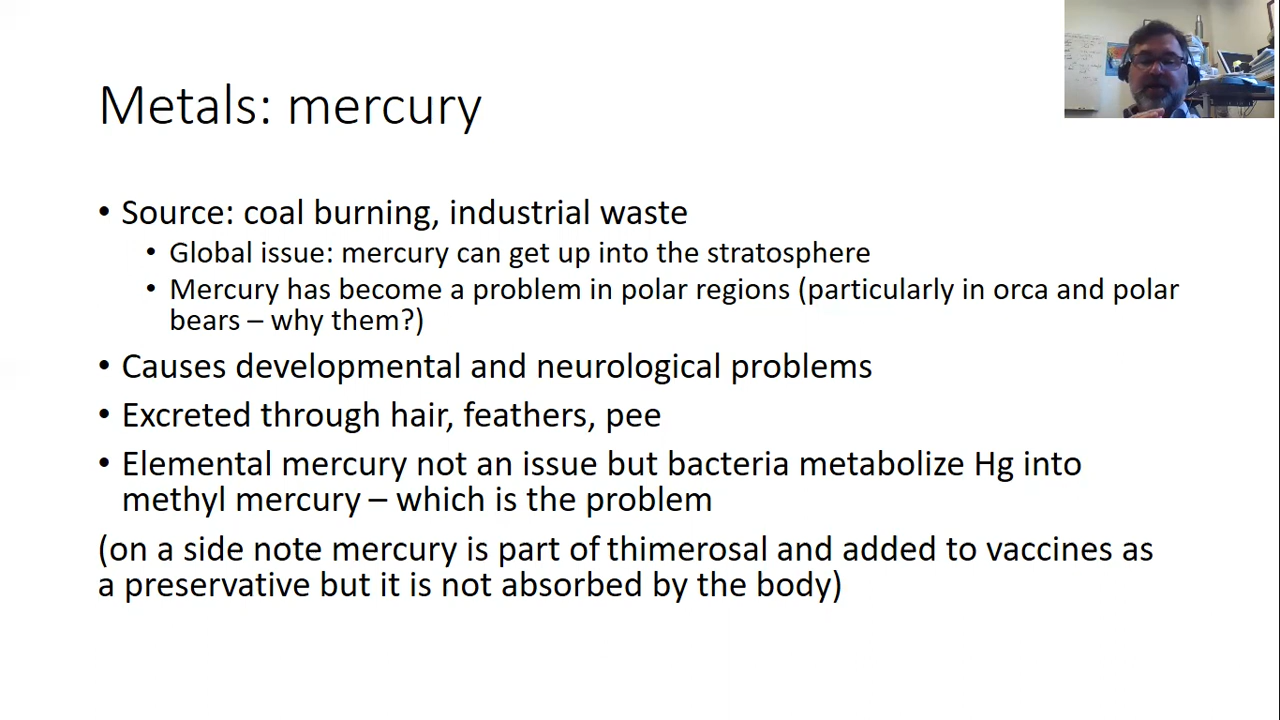 Metals: mercury
• Source: coal burning, industrial waste
• Global issue: mercury can get up into the stratosphere
• Mercury has become a problem in polar regions (particularly in orca and polar
bears – why them?)
• Causes developmental and neurological problems
• Excreted through hair, feathers, pee
• Elemental mercury not an issue but bacteria metabolize Hg into
methyl mercury – which is the problem
(on a side note mercury is part of thimerosal and added to vaccines as
a preservative but it is not absorbed by the body)